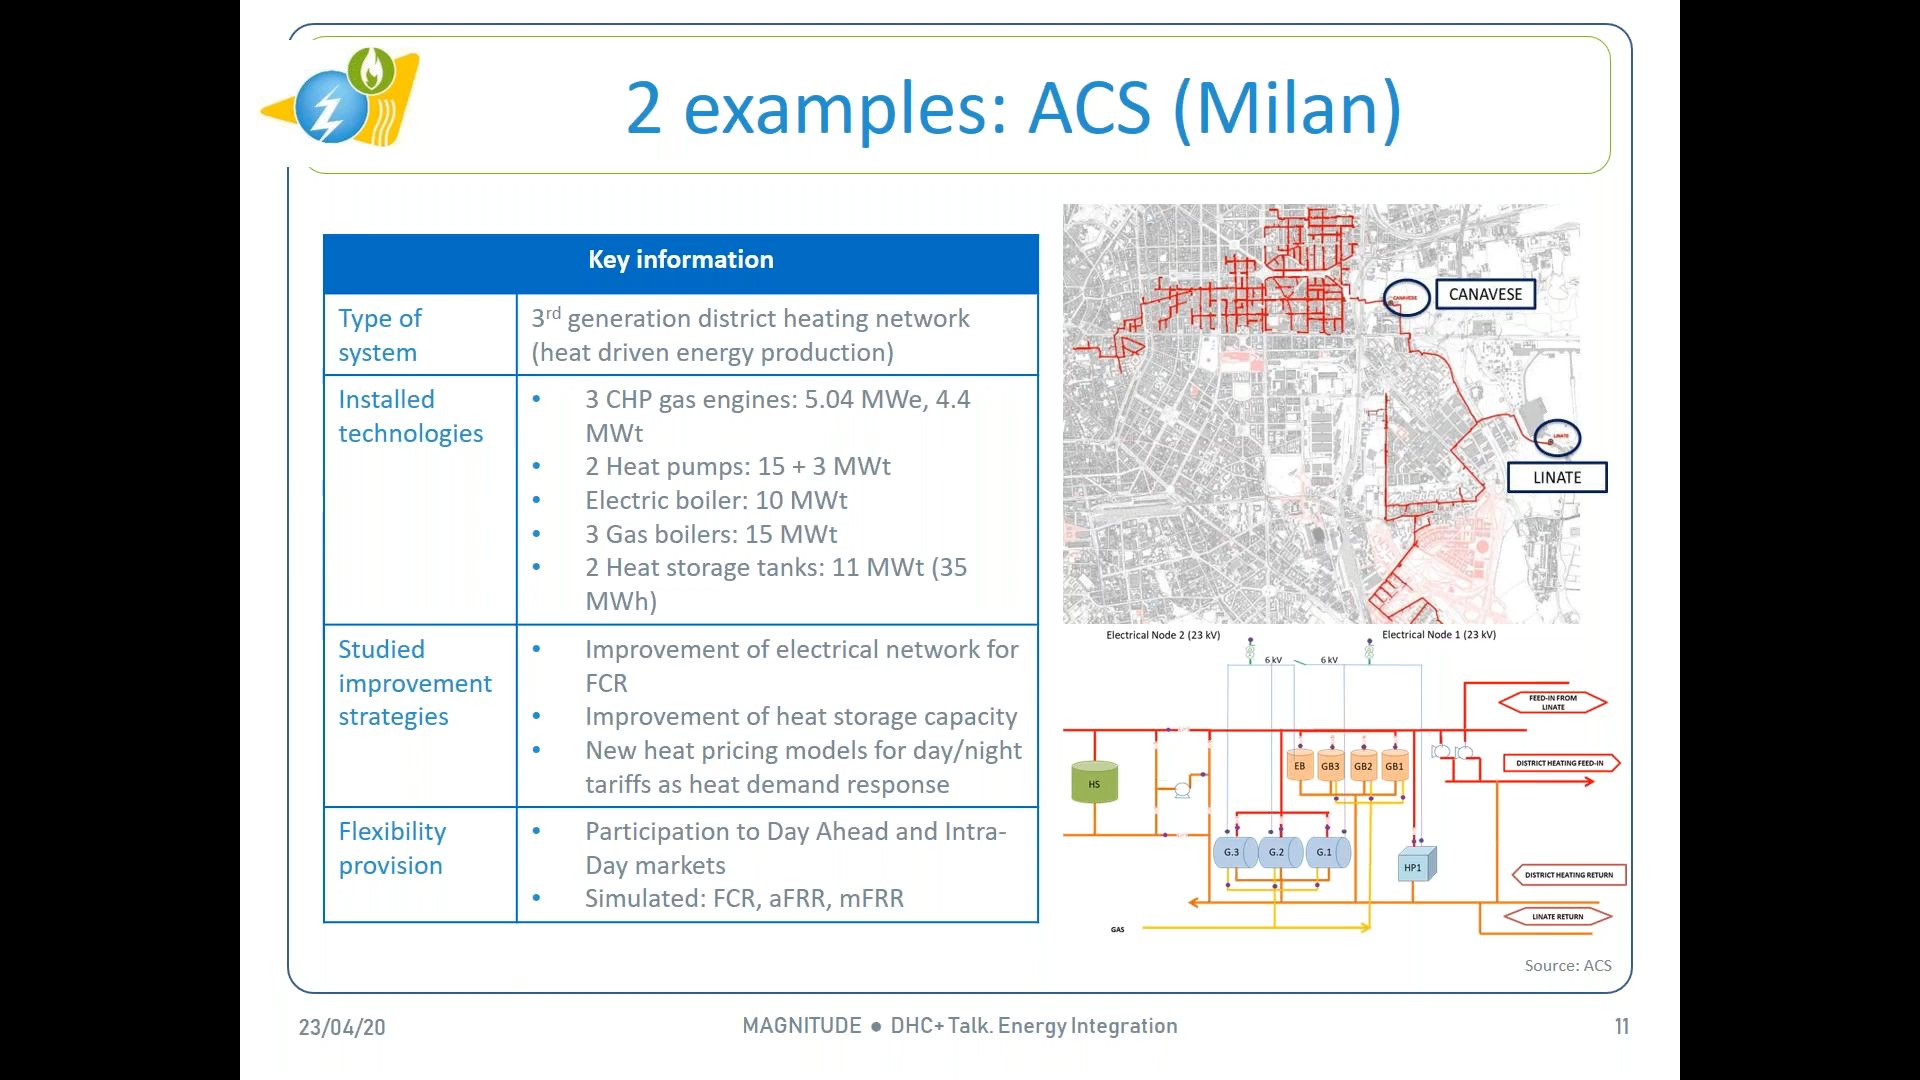 2 examples: ACS (Milan)
Key information
Type of
system
3rd generation district heating network
(heat driven energy production)
Installed
technologies
• 3 CHP gas engines: 5.04 MWe, 4.4
MWt
• 2 Heat pumps: 15 + 3 MWt
• Electric boiler: 10 MWt
• 3 Gas boilers: 15 MWt
• 2 Heat storage tanks: 11 MWt (35
MWh)
Studied
improvement
strategies
• Improvement of electrical network for
FCR
• Improvement of heat storage capacity
• New heat pricing models for day/night
tariffs as heat demand response
Flexibility
provision
• Participation to Day Ahead and Intra-
Day markets
• Simulated: FCR, aFRR, mFRR
CANAVESE
CANAVESE
LINATE
LINATE
Electrical Node 2 (23 kV)
Electrical Node 1 (23 kV)
6 kV
6 kV
FEED-IN FROM
LINATE
DISTRICT HEATING FEED-IN
HS
EB
GB3
GB2
GB1
G.3
G.2
G.1
HP1
DISTRICT HEATING RETURN
LINATE RETURN
GAS
Source: ACS
23/04/20
MAGNITUDE ● DHC+ Talk. Energy Integration
11